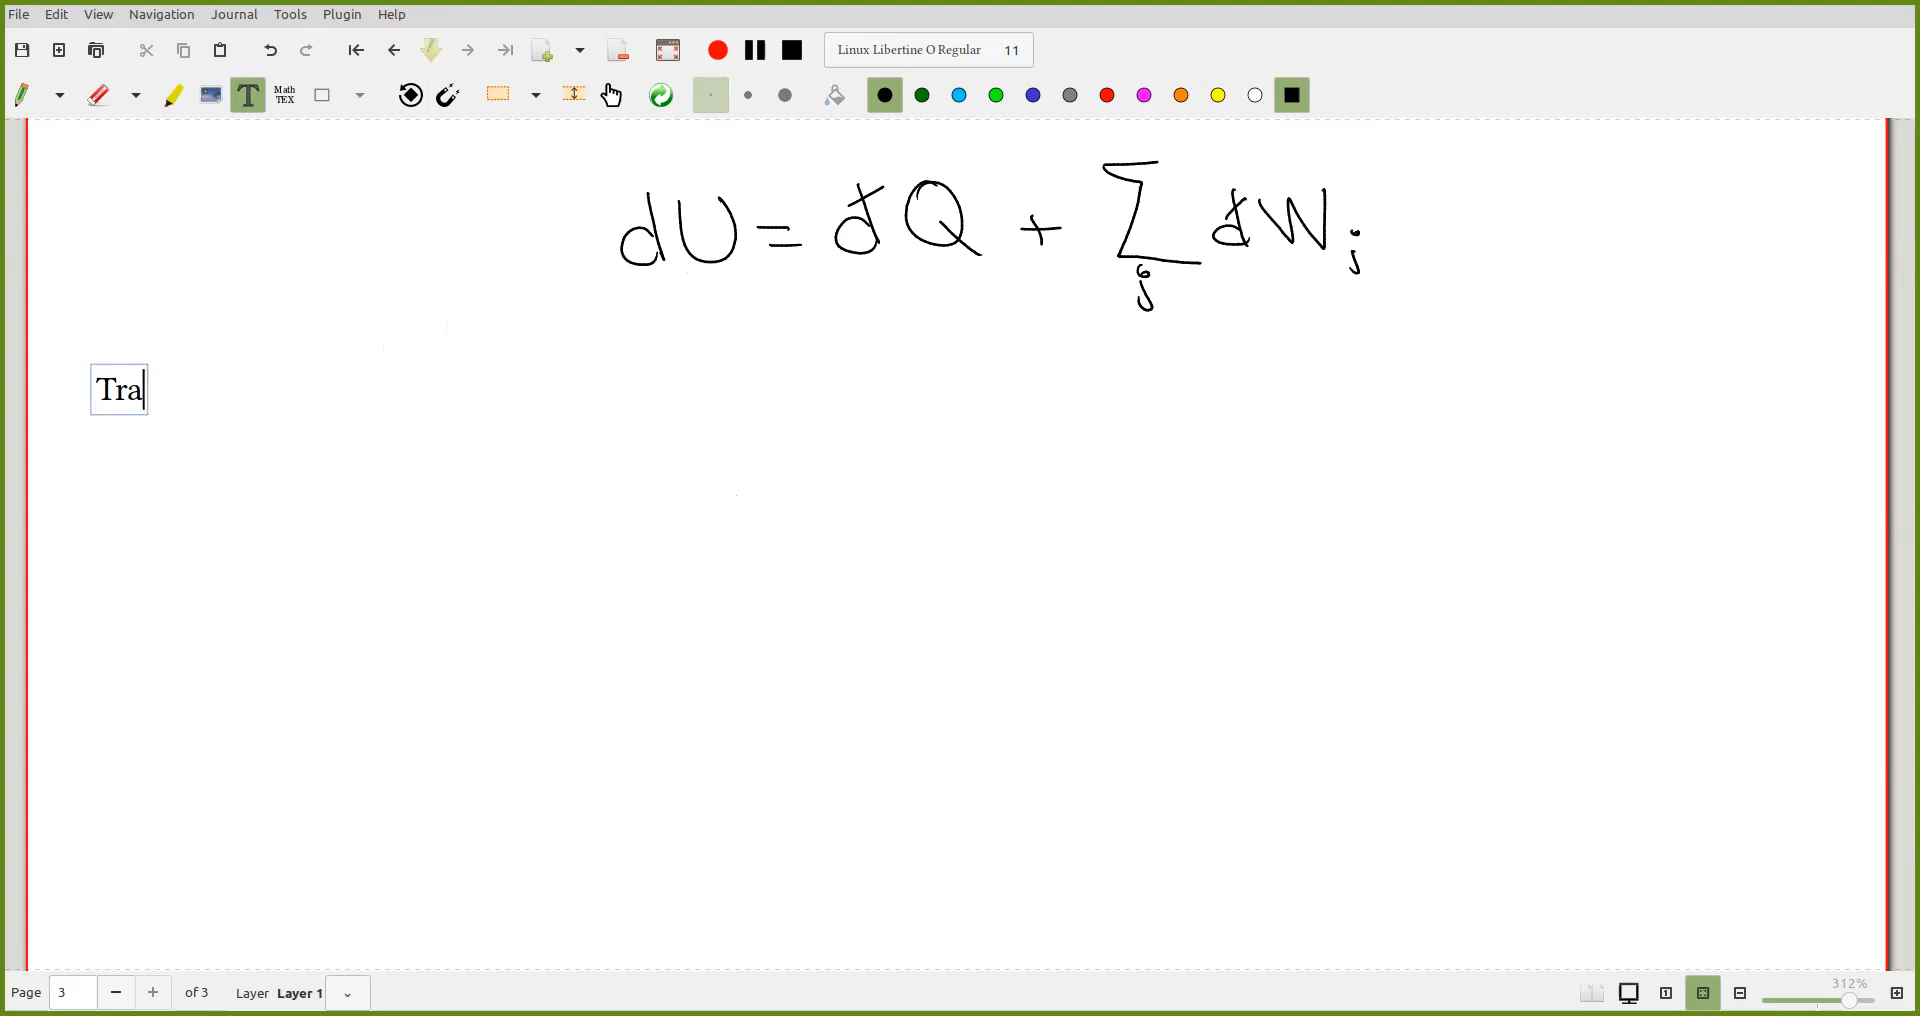 File Edit View Navigation Journal Tools Plugin Help
Linux Libertine O Regular 11
T Math TEX
dU = đQ + ∑ đW_j
j
Tra
Page 3 of 3 Layer Layer 1 312%